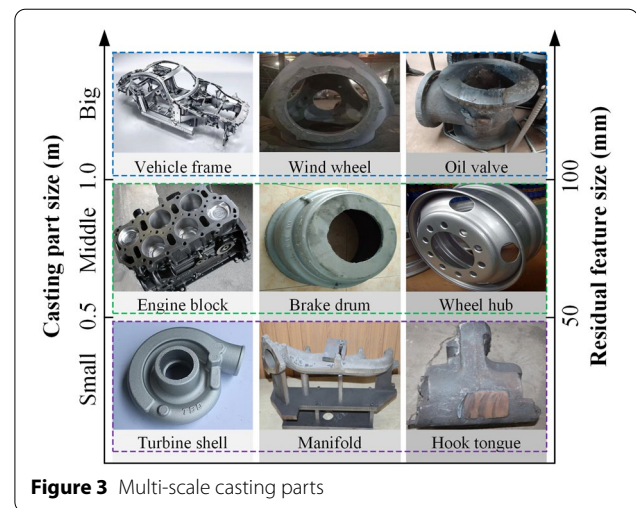 Casting part size (m)
Big
1.0
Middle
0.5
Small
Vehicle frame
Wind wheel
Oil valve
Engine block
Brake drum
Wheel hub
Turbine shell
Manifold
Hook tongue
100
50
Residual feature size (mm)
Figure 3 Multi-scale casting parts